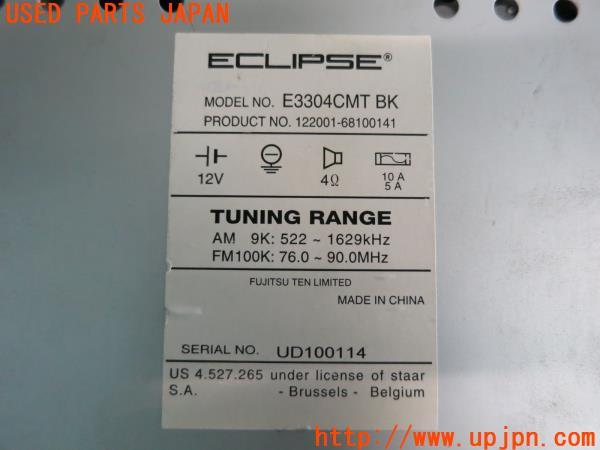 USED PARTS JAPAN
ECLIPSE®
MODEL NO. E3304CMT BK
PRODUCT NO. 122001-68100141
12V 4Ω 10 A
5 A
TUNING RANGE
AM 9K: 522 ~ 1629kHz
FM100K: 76.0 ~ 90.0MHz
FUJITSU TEN LIMITED
MADE IN CHINA
SERIAL NO. UD100114
US 4.527.265 under license of staar
S.A. - Brussels - Belgium
http://www.upjpn.com/